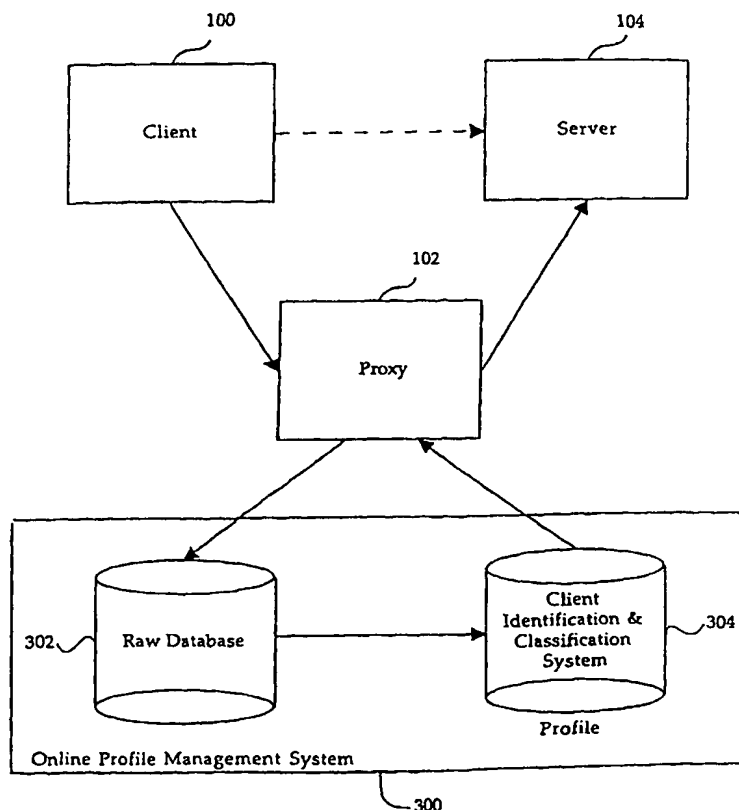 100
104
Client
Server
102
Proxy
302
Raw Database
Client
Identification &
Classification
System
304
Profile
Online Profile Management System
300